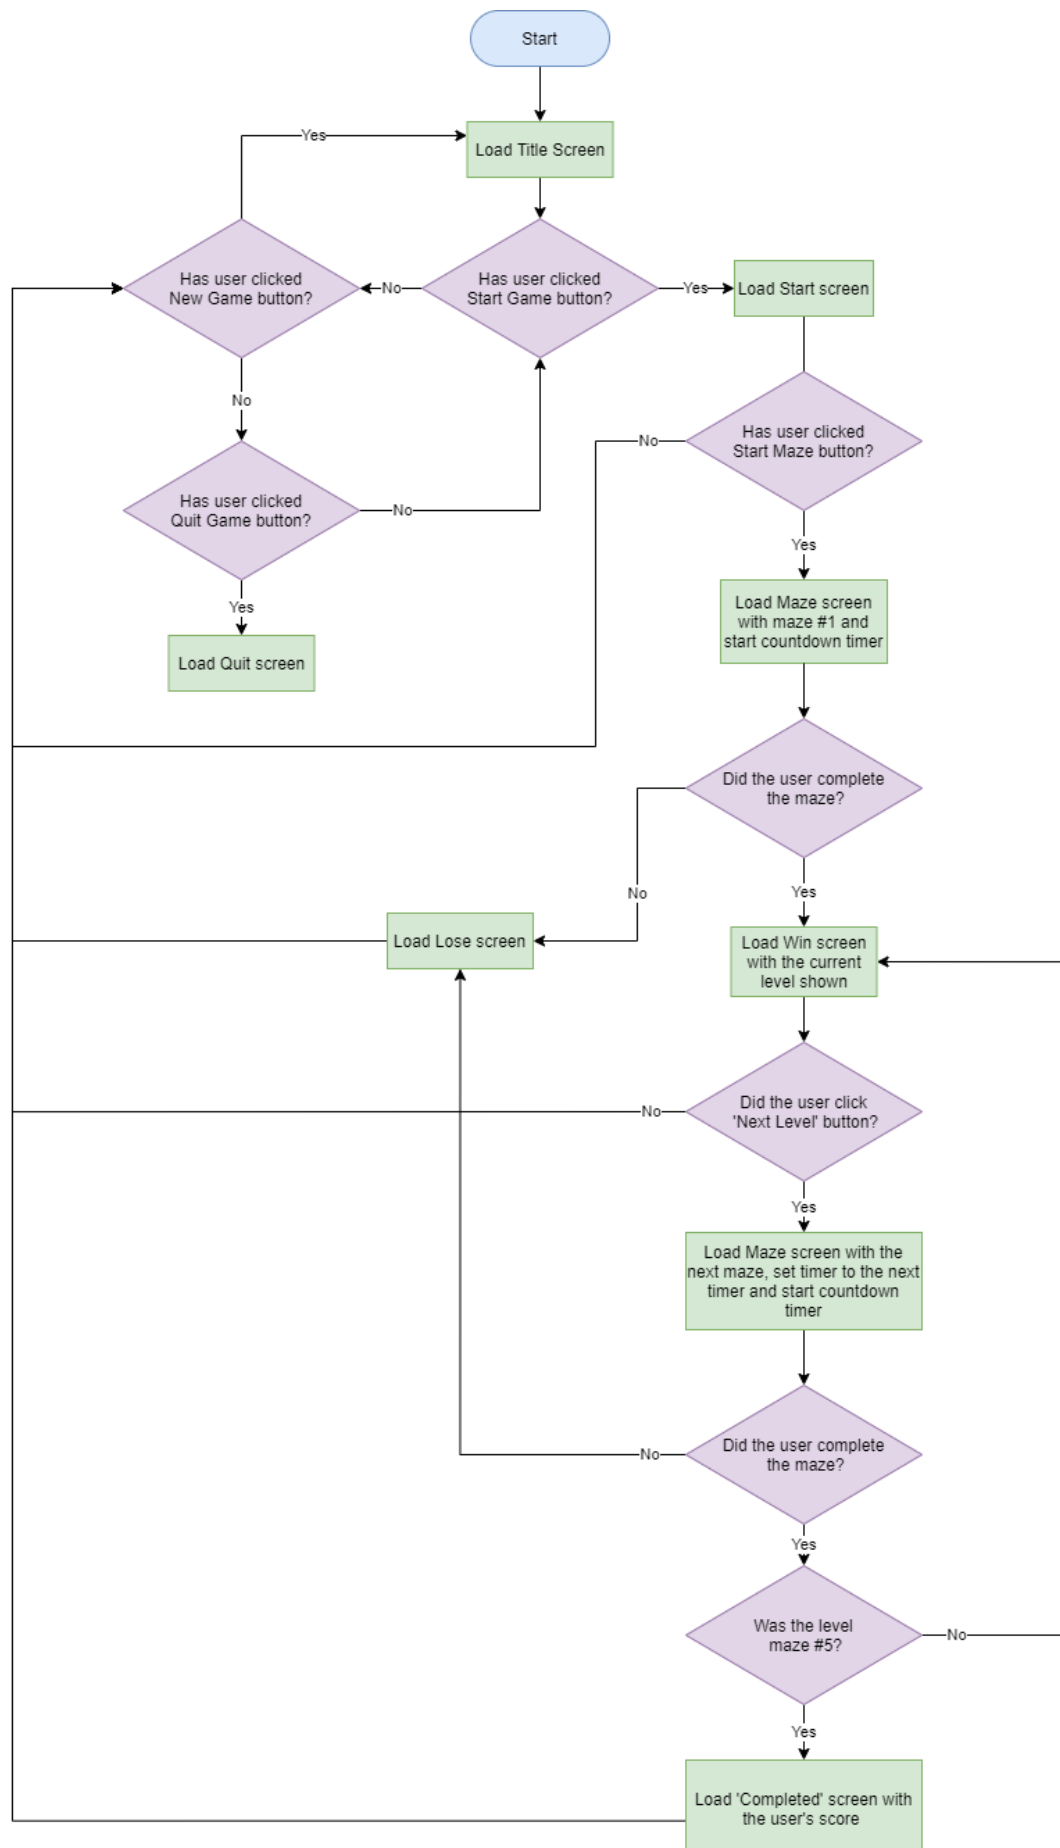 Start
Yes
Load Title Screen
Has user clicked
New Game button?
No
Has user clicked
Start Game button?
Yes
Load Start screen
No
Has user clicked
Quit Game button?
No
Yes
Load Quit screen
No
Has user clicked
Start Maze button?
Yes
Load Maze screen
with maze #1 and
start countdown timer
Did the user complete
the maze?
No
Yes
Load Lose screen
Load Win screen
with the current
level shown
No
Did the user click
'Next Level' button?
Yes
Load Maze screen with the
next maze, set timer to the next
timer and start countdown
timer
No
Did the user complete
the maze?
Yes
Was the level
maze #5?
No
Yes
Load 'Completed' screen with
the user's score